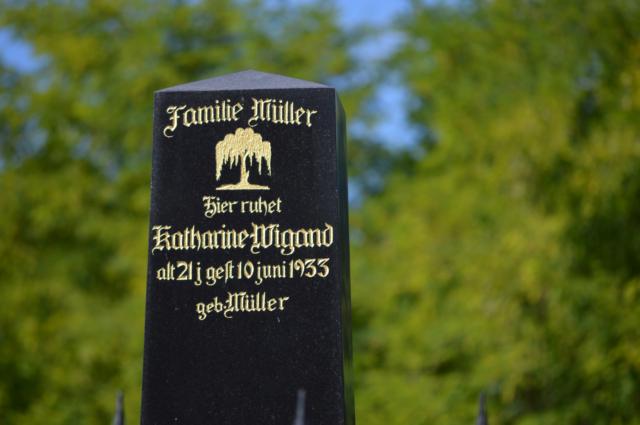 Familie Müller
Hier ruhet
Katharine Wigand
alt 21 j gest 10 juni 1933
geb. Müller